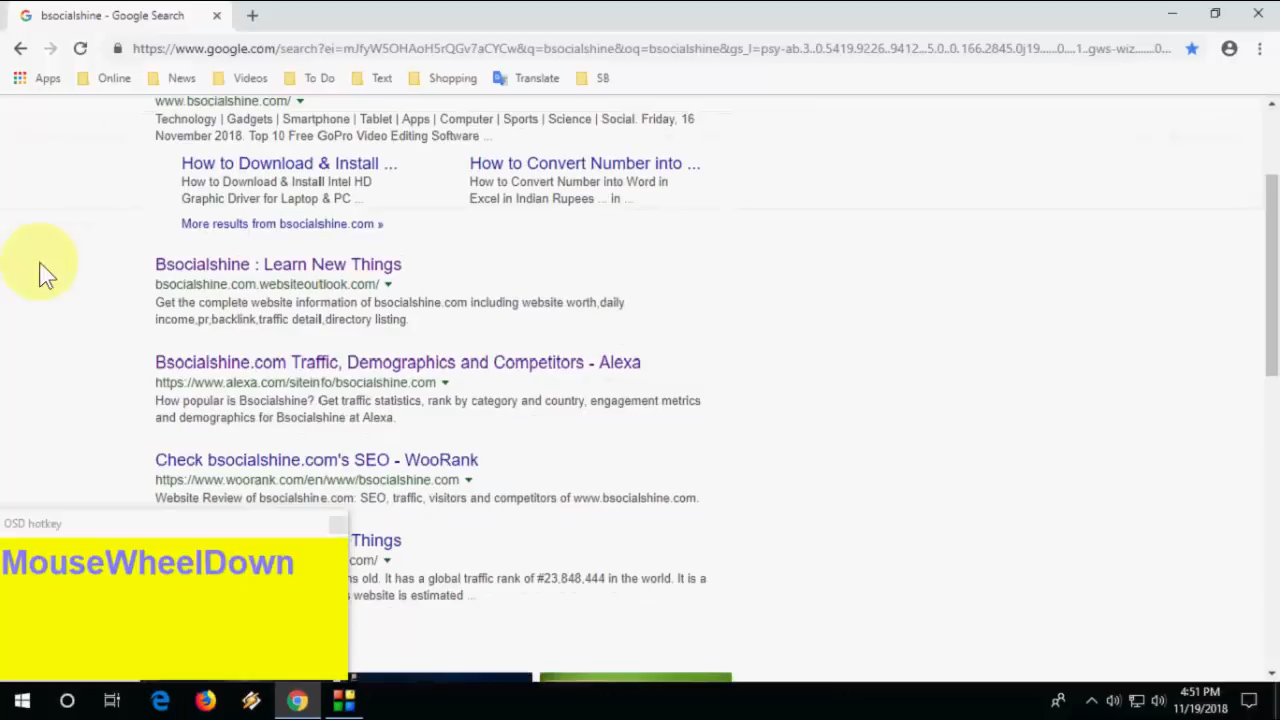 bsocialshine - Google Search
https://www.google.com/search?ei=mJfyW5OHAoH5rQGv7aCYCw&q=bsocialshine&oq=bsocialshine&gs_l=psy-ab.3..0.5419.9226..9412...5.0..0.166.2845.0j19......0....1..gws-wiz.......0...
Apps Online News Videos To Do Text Shopping Translate SB
www.bsocialshine.com/
Technology | Gadgets | Smartphone | Tablet | Apps | Computer | Sports | Science | Social. Friday, 16
November 2018. Top 10 Free GoPro Video Editing Software ...
How to Download & Install ...
How to Download & Install Intel HD
Graphic Driver for Laptop & PC ...
How to Convert Number into ...
How to Convert Number into Word in
Excel in Indian Rupees ... in ...
More results from bsocialshine.com »
Bsocialshine : Learn New Things
bsocialshine.com.websiteoutlook.com/
Get the complete website information of bsocialshine.com including website worth,daily
income,pr,backlink,traffic detail,directory listing.
Bsocialshine.com Traffic, Demographics and Competitors - Alexa
https://www.alexa.com/siteinfo/bsocialshine.com
How popular is Bsocialshine? Get traffic statistics, rank by category and country, engagement metrics
and demographics for Bsocialshine at Alexa.
Check bsocialshine.com's SEO - WooRank
https://www.woorank.com/en/www/bsocialshine.com
Website Review of bsocialshine.com: SEO, traffic, visitors and competitors of www.bsocialshine.com.
Things
com/
old. It has a global traffic rank of #23,848,444 in the world. It is a
website is estimated ...
OSD hotkey
MouseWheelDown
4:51 PM
11/19/2018